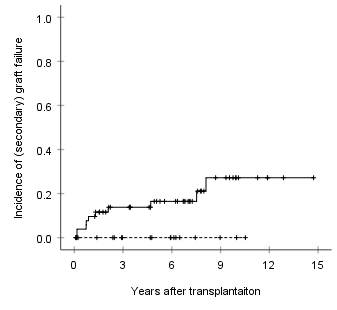 Incidence of (secondary) graft failure
1.0
0.8
0.6
0.4
0.2
0.0
0 3 6 9 12 15
Years after transplantaiton